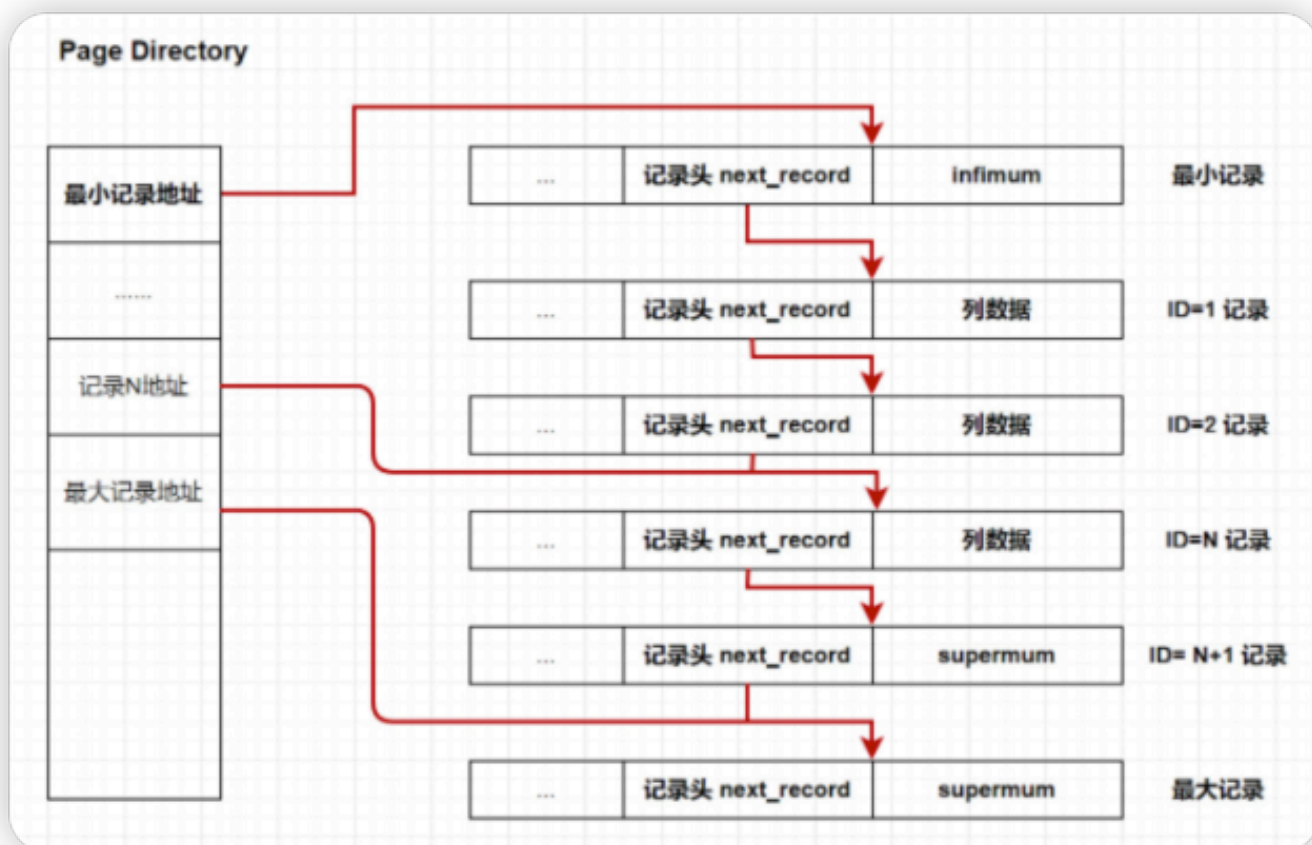 Page Directory
最小记录地址
……
记录N地址
最大记录地址
... 记录头 next_record infimum 最小记录
... 记录头 next_record 列数据 ID=1 记录
... 记录头 next_record 列数据 ID=2 记录
... 记录头 next_record 列数据 ID=N 记录
... 记录头 next_record supermum ID= N+1 记录
... 记录头 next_record supermum 最大记录